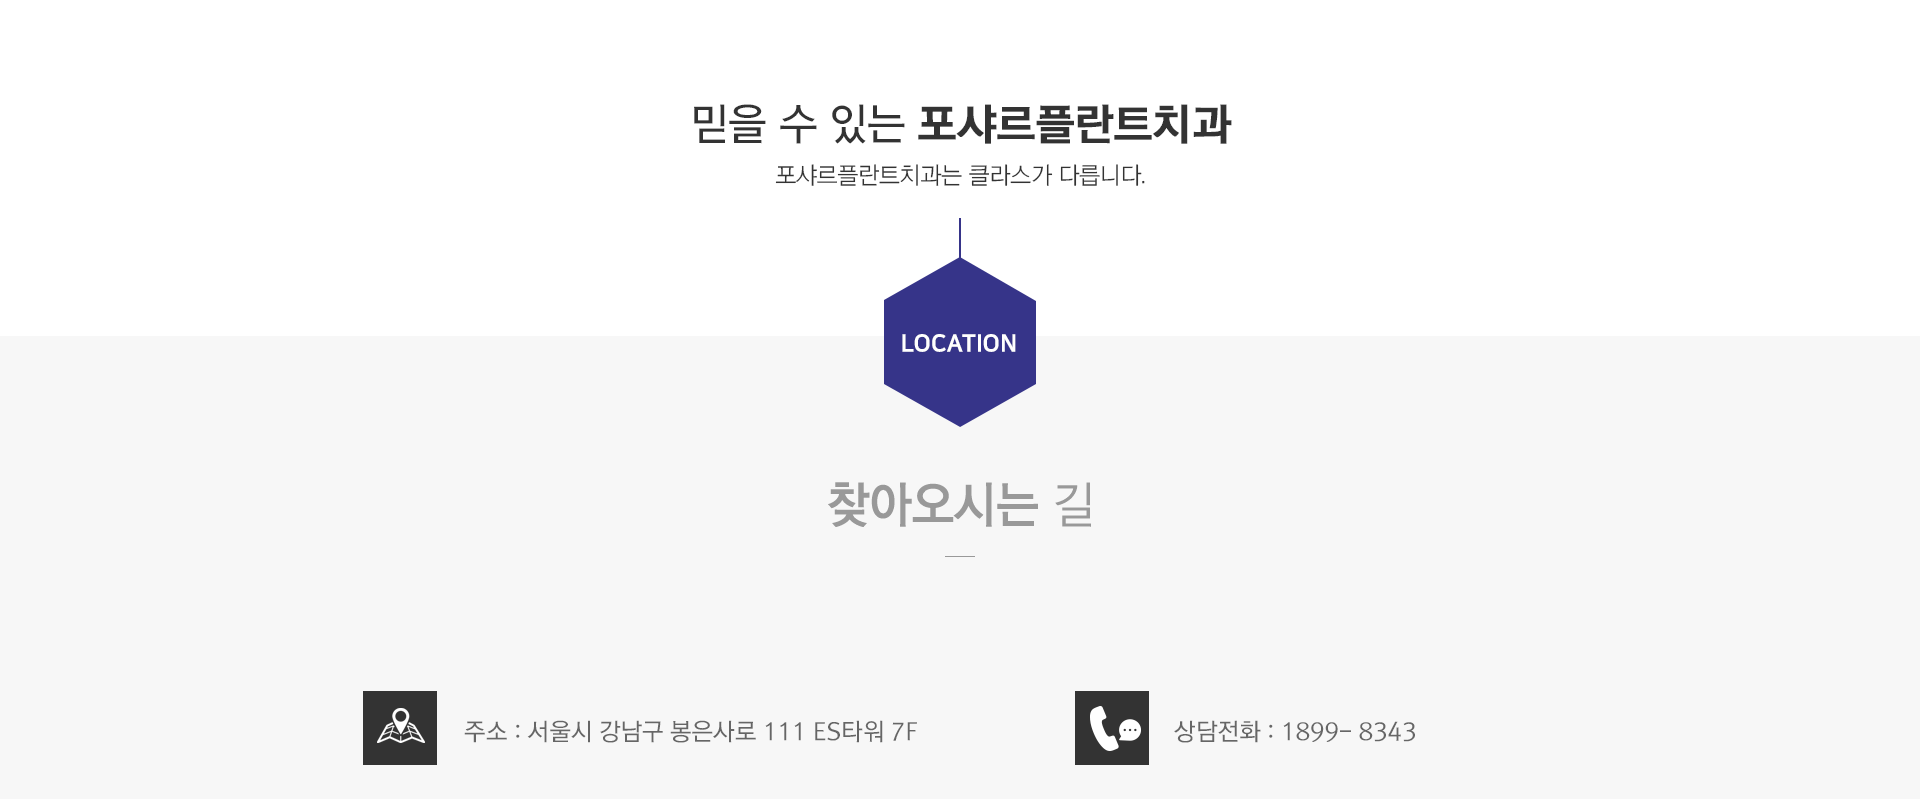 믿을 수 있는 포샤르플란트치과
포샤르플란트치과는 클라스가 다릅니다.
LOCATION
찾아오시는 길
주소 : 서울시 강남구 봉은사로 111 ES타워 7F
상담전화 : 1899- 8343